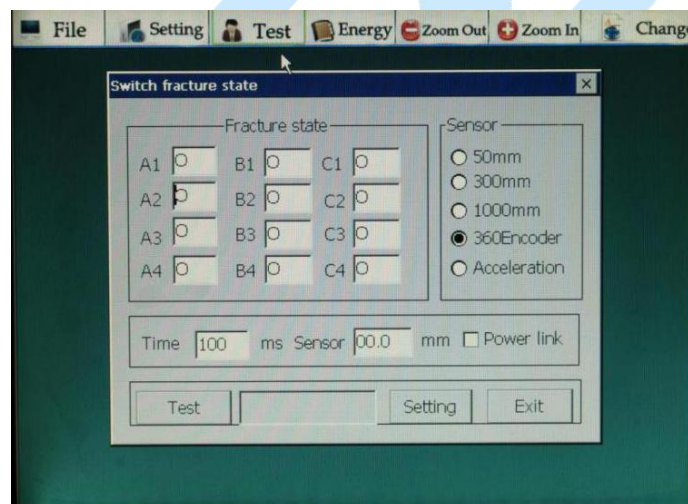 File Setting Test Energy Zoom Out Zoom In Change
Switch fracture state
Fracture state Sensor
A1 O B1 O C1 O 50mm
A2 O B2 O C2 O 300mm
1000mm
A3 O B3 O C3 O 360Encoder
A4 O B4 O C4 O Acceleration
Time 100 ms Sensor 00.0 mm Power link
Test Setting Exit